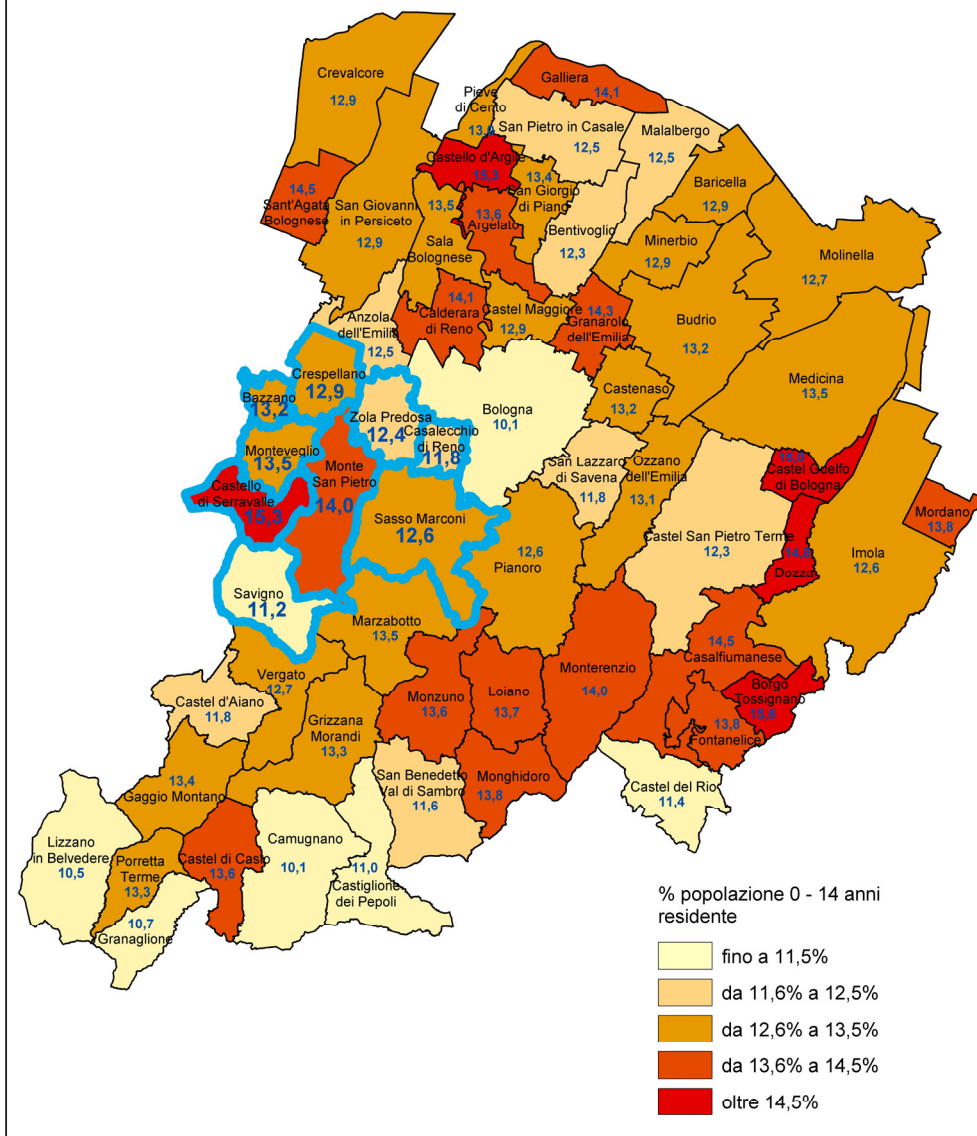 Crevalcore
12,9
Galliera
14,1
Pieve
di Cento
13,0
San Pietro in Casale
12,5
Malalbergo
12,5
Castello d'Argile
15,3
14,5
Sant'Agata
Bolognese
San Giovanni
in Persiceto
12,9
13,5
Sala
Bolognese
13,6
Argelato
13,4
San Giorgio
di Piano
Bentivoglio
12,3
Baricella
12,9
Minerbio
12,9
Molinella
12,7
Anzola
dell'Emilia
12,5
14,1
Calderara
di Reno
Castel Maggiore
12,9
14,3
Granarolo
dell'Emilia
Budrio
13,2
Medicina
13,5
Crespellano
12,9
Bazzano
13,2
Zola Predosa
12,4
Casalecchio
di Reno
11,8
Bologna
10,1
Castenaso
13,2
Monteveglio
13,5
Monte
San Pietro
14,0
Castello
di Serravalle
15,3
San Lazzaro
di Savena
11,8
Ozzano
dell'Emilia
13,1
Castel Guelfo
di Bologna
Mordano
13,8
Sasso Marconi
12,6
12,6
Pianoro
Castel San Pietro Terme
12,3
Dozza
Imola
12,6
Savigno
11,2
Marzabotto
13,5
14,5
Casalfiumanese
Vergato
12,7
Monzuno
13,6
Loiano
13,7
Monterenzio
14,0
Borgo
Tossignano
13,8
Fontanelice
Castel d'Aiano
11,8
Grizzana
Morandi
13,3
13,4
Gaggio Montano
San Benedetto
Val di Sambro
11,6
Monghidoro
13,8
Castel del Rio
11,4
Lizzano
in Belvedere
10,5
Porretta
Terme
13,3
Castel di Casio
13,6
Camugnano
10,1
11,0
Castiglione
dei Pepoli
10,7
Granaglione
% popolazione 0 - 14 anni
residente
fino a 11,5%
da 11,6% a 12,5%
da 12,6% a 13,5%
da 13,6% a 14,5%
oltre 14,5%